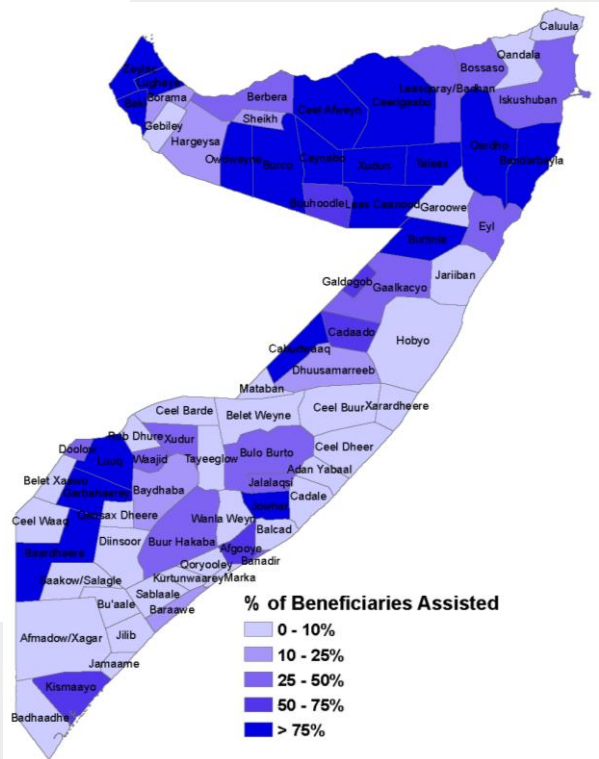 Caluula
Qandala
Bossaso
Laasqoray/Badhan
Iskushuban
Ceerigaabo
Berbera
Ceel Afweyn
Borama
Sheikh
Gebiley
Hargeysa
Owdweyne
Burco
Caynabo
Xudun
Taleex
Qardho
Bandarbeyla
Buuhoodle
Laas Caanood
Garoowe
Eyl
Burtinle
Jariiban
Galdogob
Gaalkacyo
Cadaado
Hobyo
Cabudwaaq
Dhuusamarreeb
Mataban
Ceel Barde
Belet Weyne
Ceel Buur
Xarardheere
Rab Dhure
Xudur
Ceel Dheer
Doolow
Luuq
Waajid
Tayeeglow
Bulo Burto
Adan Yabaal
Belet Xaawo
Garbahaarey
Baydhaba
Jalalaqsi
Cadale
Jowhar
Ceel Waaq
Qansax Dheere
Wanla Weyn
Balcad
Diinsoor
Buur Hakaba
Afgooye
Baardheere
Banadir
Qoryooley
Saakow/Salagle
Kurtunwaarey
Marka
Sablaale
Bu'aale
Baraawe
Afmadow/Xagar
Jilib
Jamaame
Kismaayo
Badhaadhe
% of Beneficiaries Assisted
0 - 10%
10 - 25%
25 - 50%
50 - 75%
> 75%